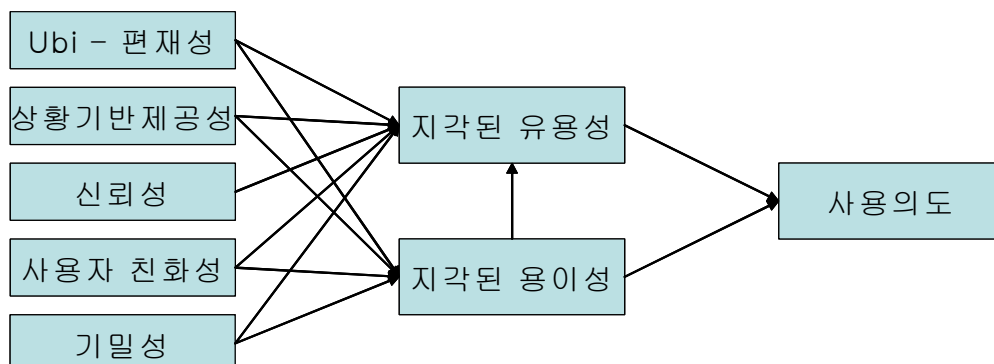 Ubi – 편재성
상황기반제공성
신뢰성
사용자 친화성
기밀성
지각된 유용성
지각된 용이성
사용의도